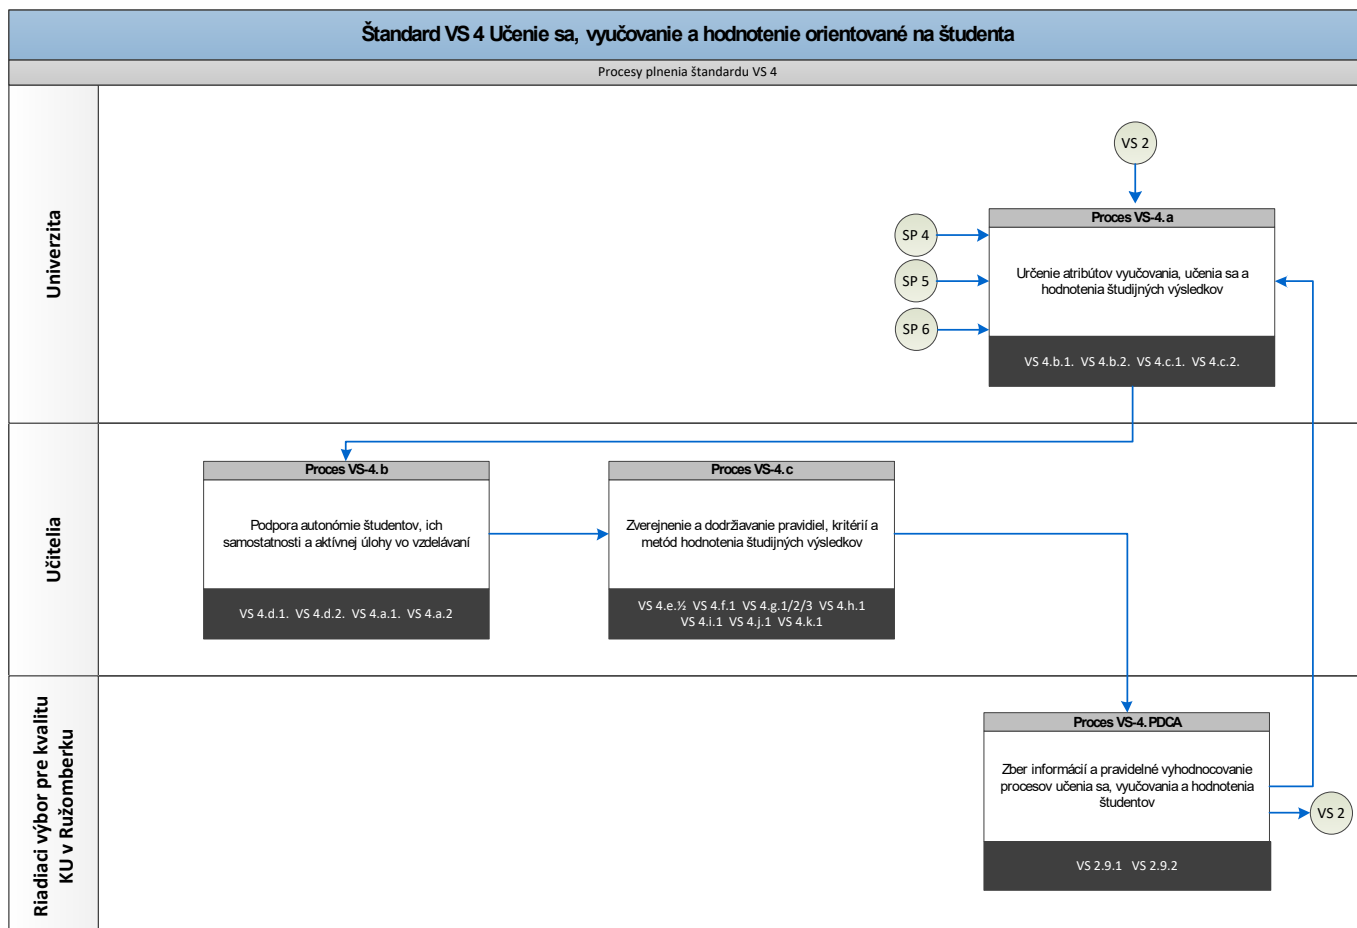 Štandard VS 4 Učenie sa, vyučovanie a hodnotenie orientované na študenta
Procesy plnenia štandardu VS 4
Univerzita
VS 2
SP 4
SP 5
SP 6
Proces VS-4. a
Určenie atribútov vyučovania, učenia sa a
hodnotenia študijných výsledkov
VS 4.b.1. VS 4.b.2. VS 4.c.1. VS 4.c.2.
Učitelia
Proces VS-4. b
Podpora autonómie študentov, ich
samostatnosti a aktívnej úlohy vo vzdelávaní
VS 4.d.1. VS 4.d.2. VS 4.a.1. VS 4.a.2
Proces VS-4. c
Zverejnenie a dodržiavanie pravidiel, kritérií a
metód hodnotenia študijných výsledkov
VS 4.e.½ VS 4.f.1 VS 4.g.1/2/3 VS 4.h.1
VS 4.i.1 VS 4.j.1 VS 4.k.1
Riadiaci výbor pre kvalitu
KU v Ružomberku
Proces VS-4. PDCA
Zber informácií a pravidelné vyhodnocovanie
procesov učenia sa, vyučovania a hodnotenia
študentov
VS 2.9.1 VS 2.9.2
VS 2